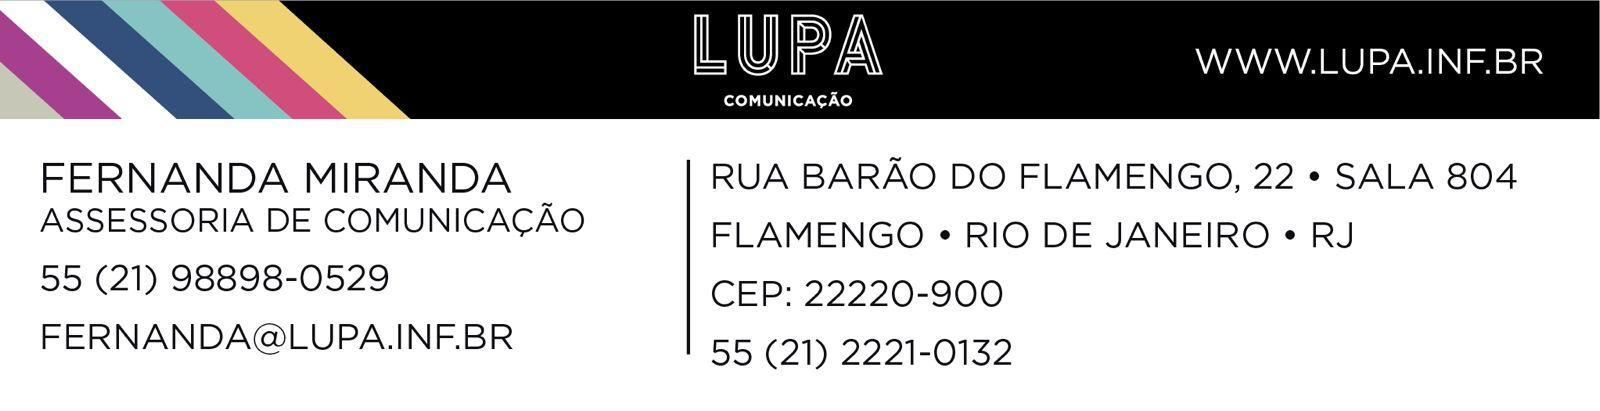 LUPA
COMUNICAÇÃO
WWW.LUPA.INF.BR
FERNANDA MIRANDA
ASSESSORIA DE COMUNICAÇÃO
55 (21) 98898-0529
FERNANDA@LUPA.INF.BR
RUA BARÃO DO FLAMENGO, 22 • SALA 804
FLAMENGO • RIO DE JANEIRO • RJ
CEP: 22220-900
55 (21) 2221-0132